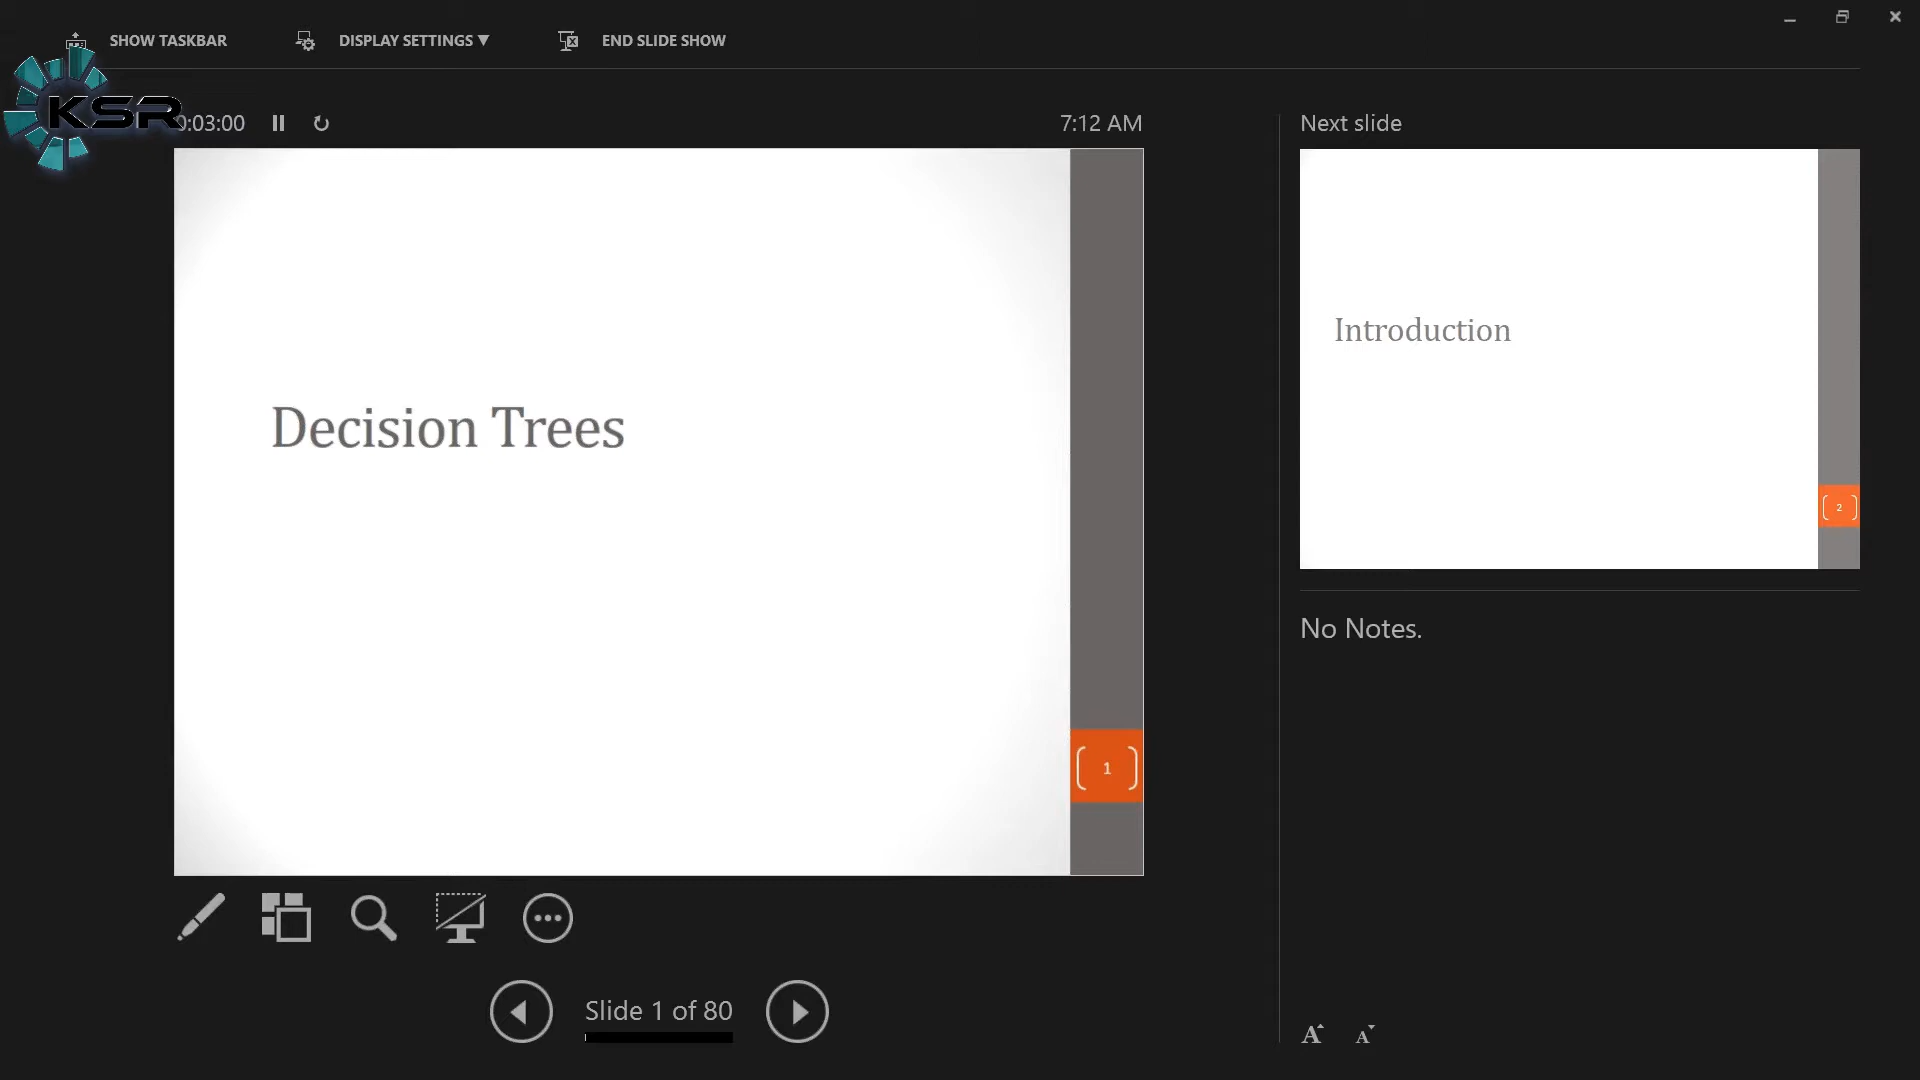 SHOW TASKBAR
DISPLAY SETTINGS ▼
END SLIDE SHOW
KSR
0:03:00
7:12 AM
Next slide
Decision Trees
1
Introduction
2
No Notes.
Slide 1 of 80
A A